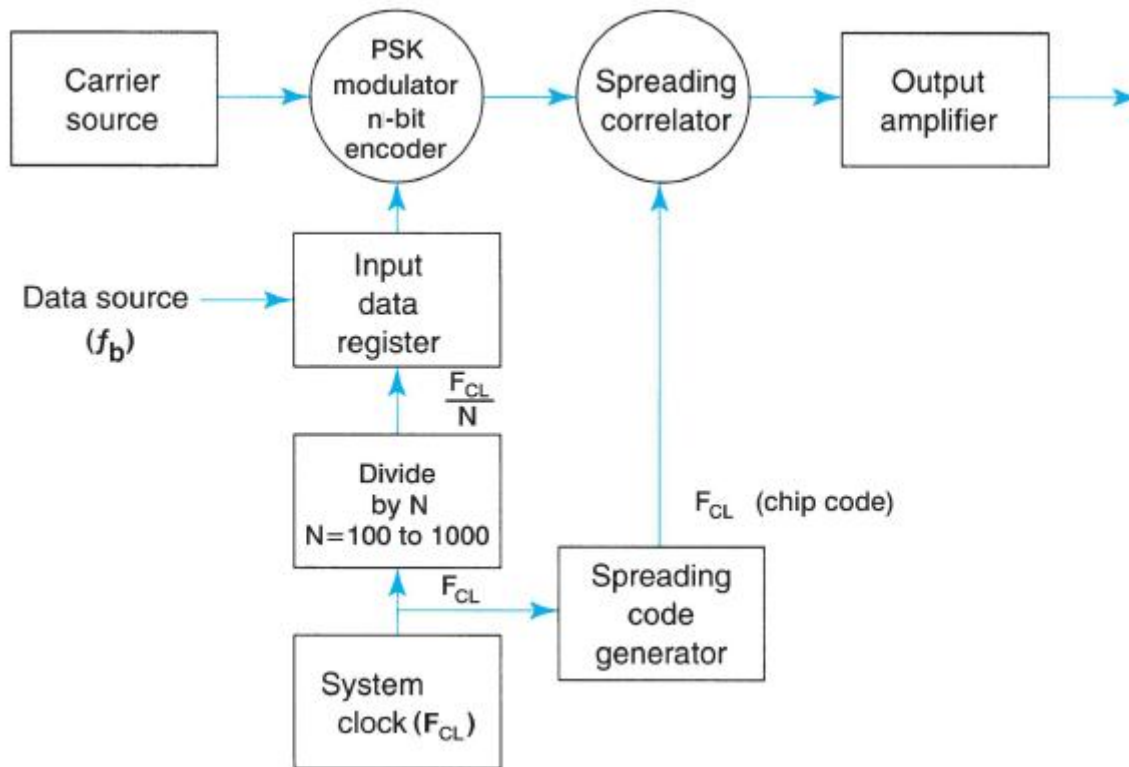 Carrier
source
PSK
modulator
n-bit
encoder
Spreading
correlator
Output
amplifier
Data source
(fb)
Input
data
register
FCL
N
Divide
by N
N=100 to 1000
FCL
FCL (chip code)
Spreading
code
generator
System
clock (FCL)